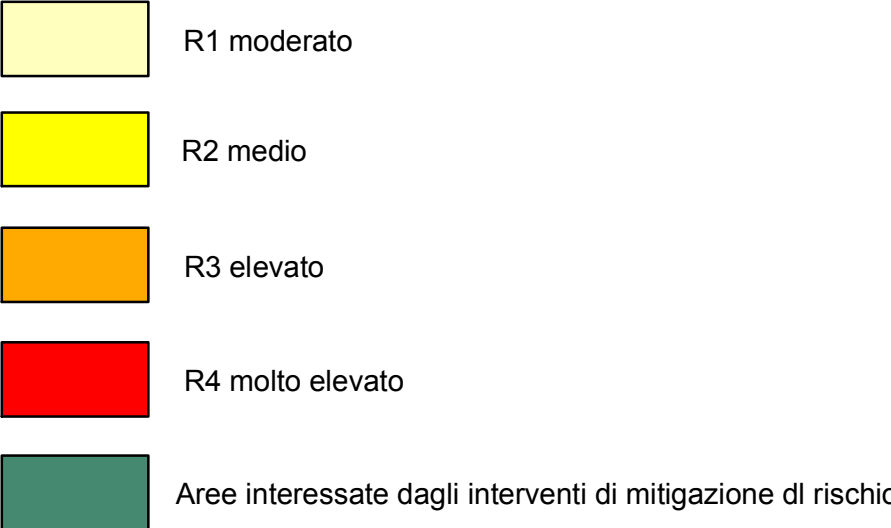 R1 moderato
R2 medio
R3 elevato
R4 molto elevato
Aree interessate dagli interventi di mitigazione dl rischio